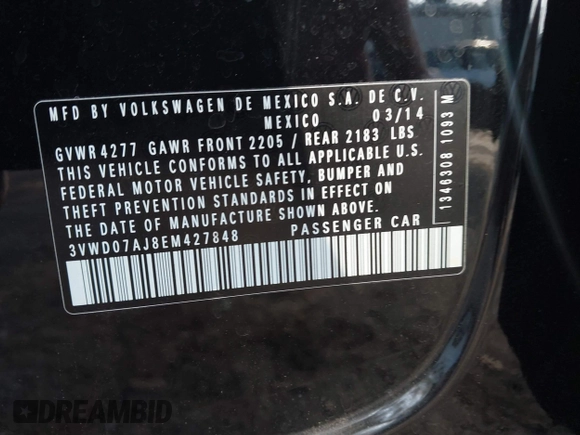 MFD BY VOLKSWAGEN DE MEXICO S.A. DE C.V.
MEXICO 03/14
GVWR 4277 GAWR FRONT 2205 / REAR 2183 LBS
THIS VEHICLE CONFORMS TO ALL APPLICABLE U.S.
FEDERAL MOTOR VEHICLE SAFETY, BUMPER AND
THEFT PREVENTION STANDARDS IN EFFECT ON
THE DATE OF MANUFACTURE SHOWN ABOVE.
3VWD07AJ8EM427848 PASSENGER CAR
1346308 1093 M
DREAMBID